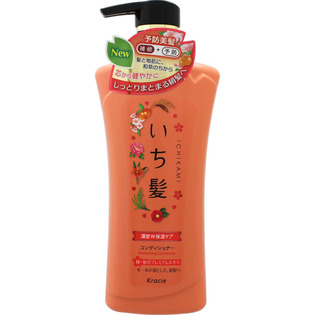 予防美髪
補修+予防
New
髪と地肌に、
和草のちから
芯から健やかに
しっとりまとまる絹髪へ
ICHIKAMI
いち髪
濃密W保湿ケア
コンディショナー
Moisturizing Conditioner
Kracie